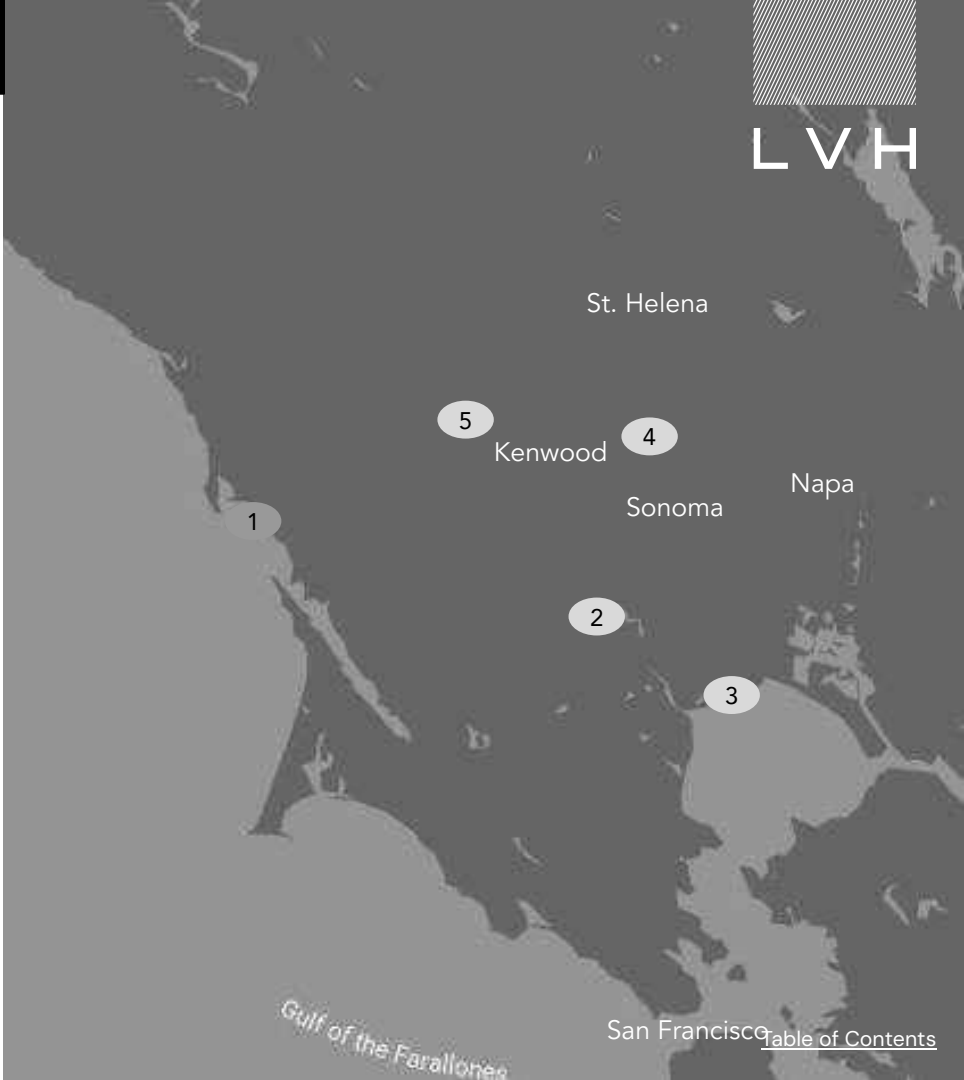 LVH
St. Helena
5
4
Kenwood
Napa
Sonoma
1
2
3
Gulf of the Farallones
San Francisco
Table of Contents